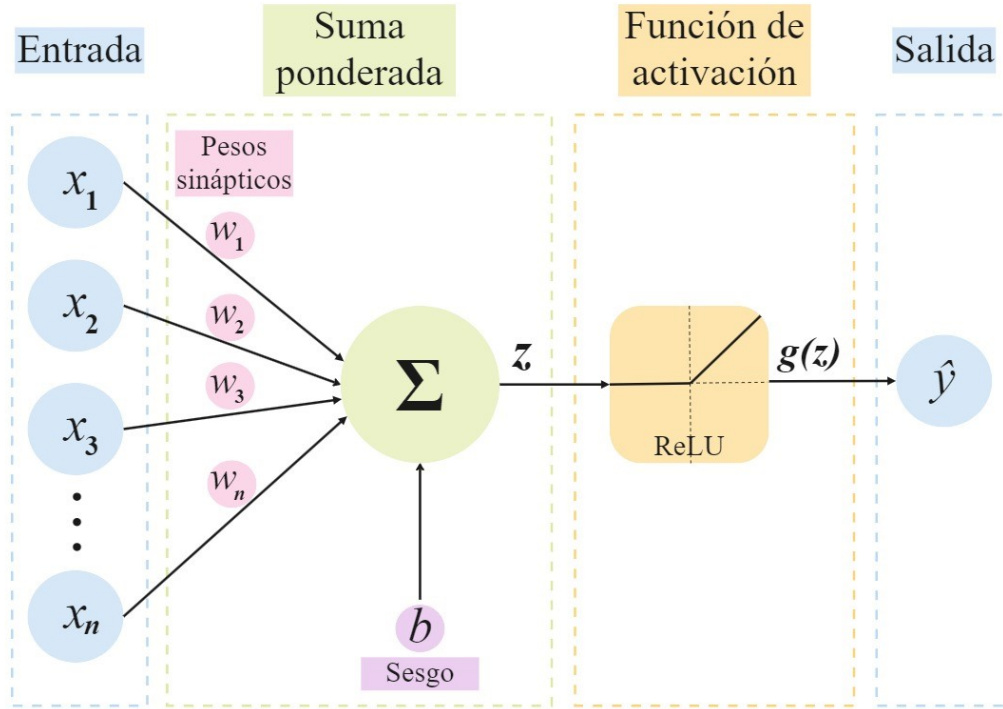 Entrada
Suma
ponderada
Función de
activación
Salida
Pesos
sinápticos
x₁
w₁
x₂
w₂
x₃
w₃
wₙ
xₙ
Σ
z
ReLU
g(z)
ŷ
b
Sesgo